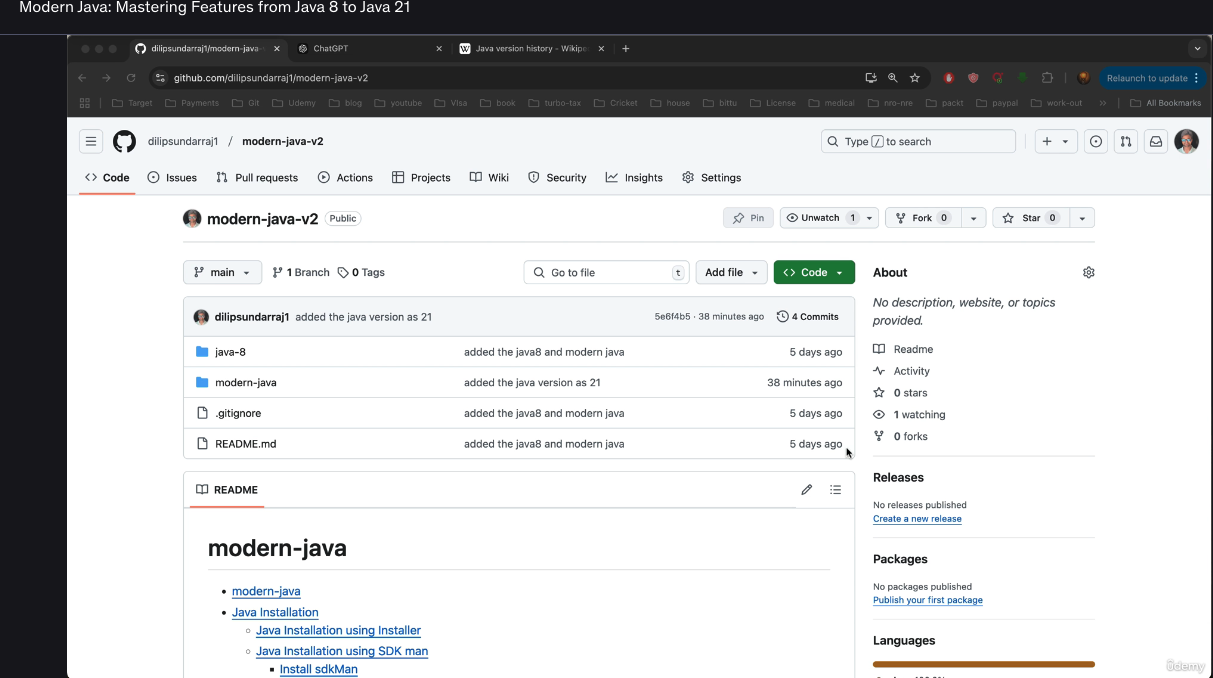 Modern Java: Mastering Features from Java 8 to Java 21
dilipsundarraj1/modern-java-
ChatGPT
Java version history - Wikipe
github.com/dilipsundarraj1/modern-java-v2
Relaunch to update
Target Payments Git Udemy blog youtube Visa book turbo-tax Cricket house bittu License medical nro-nre packt paypal work-out » All Bookmarks
dilipsundarraj1 / modern-java-v2
Type / to search
Code Issues Pull requests Actions Projects Wiki Security Insights Settings
modern-java-v2 Public
Pin Unwatch 1 Fork 0 Star 0
main 1 Branch 0 Tags
Go to file t Add file Code
About
No description, website, or topics
provided.
dilipsundarraj1 added the java version as 21 5e6f4b5 · 38 minutes ago 4 Commits
java-8 added the java8 and modern java 5 days ago
modern-java added the java version as 21 38 minutes ago
.gitignore added the java8 and modern java 5 days ago
README.md added the java8 and modern java 5 days ago
Readme
Activity
0 stars
1 watching
0 forks
Releases
No releases published
Create a new release
README
modern-java
• modern-java
• Java Installation
◦ Java Installation using Installer
◦ Java Installation using SDK man
▪ Install sdkMan
Packages
No packages published
Publish your first package
Languages
ûdemy